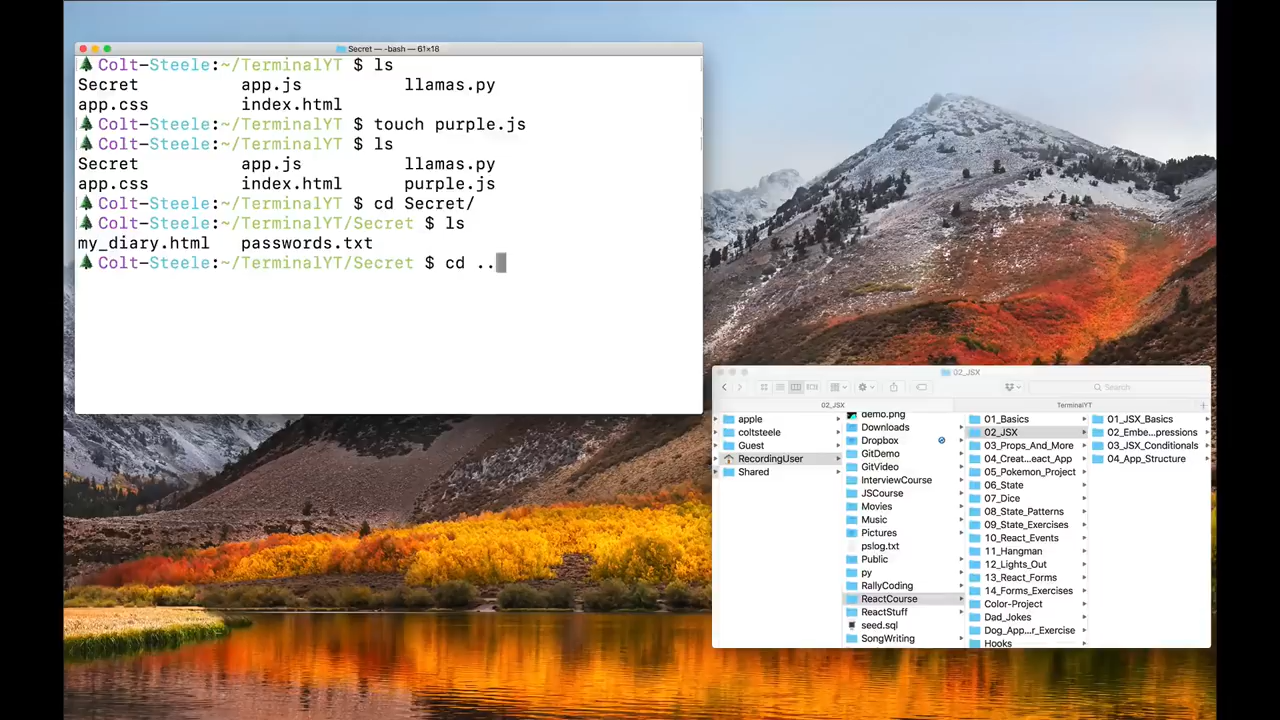 Secret — -bash — 61×18
Colt-Steele:~/TerminalYT $ ls
Secret app.js llamas.py
app.css index.html
Colt-Steele:~/TerminalYT $ touch purple.js
Colt-Steele:~/TerminalYT $ ls
Secret app.js llamas.py
app.css index.html purple.js
Colt-Steele:~/TerminalYT $ cd Secret/
Colt-Steele:~/TerminalYT/Secret $ ls
my_diary.html passwords.txt
Colt-Steele:~/TerminalYT/Secret $ cd ..
02_JSX
Search
02_JSX TerminalYT
apple
coltsteele
Guest
RecordingUser
Shared
demo.png
Downloads
Dropbox
GitDemo
GitVideo
InterviewCourse
JSCourse
Movies
Music
Pictures
pslog.txt
Public
py
RallyCoding
ReactCourse
ReactStuff
seed.sql
SongWriting
01_Basics
02_JSX
03_Props_And_More
04_Creat...eact_App
05_Pokemon_Project
06_State
07_Dice
08_State_Patterns
09_State_Exercises
10_React_Events
11_Hangman
12_Lights_Out
13_React_Forms
14_Forms_Exercises
Color-Project
Dad_Jokes
Dog_App...r_Exercise
Hooks
01_JSX_Basics
02_Embe...pressions
03_JSX_Conditionals
04_App_Structure